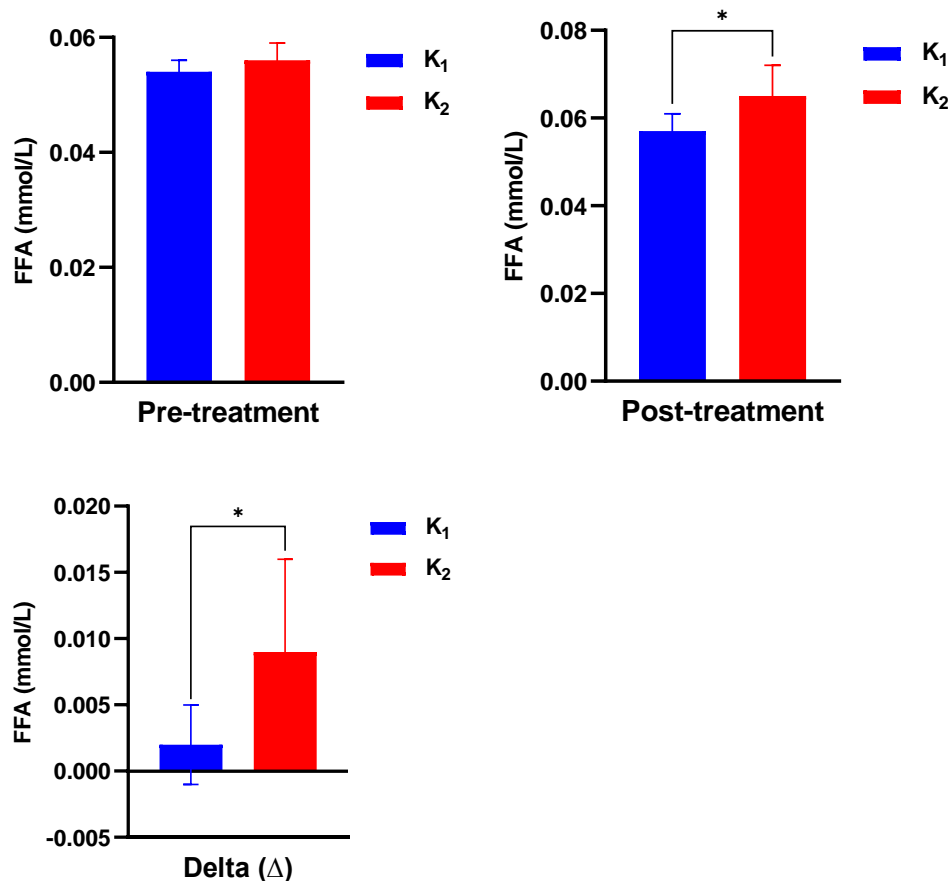 FFA (mmol/L)
0.06
0.04
0.02
0.00
Pre-treatment
K₁
K₂
FFA (mmol/L)
0.08
0.06
0.04
0.02
0.00
*
Post-treatment
K₁
K₂
FFA (mmol/L)
0.020
0.015
0.010
0.005
0.000
-0.005
*
Delta (Δ)
K₁
K₂